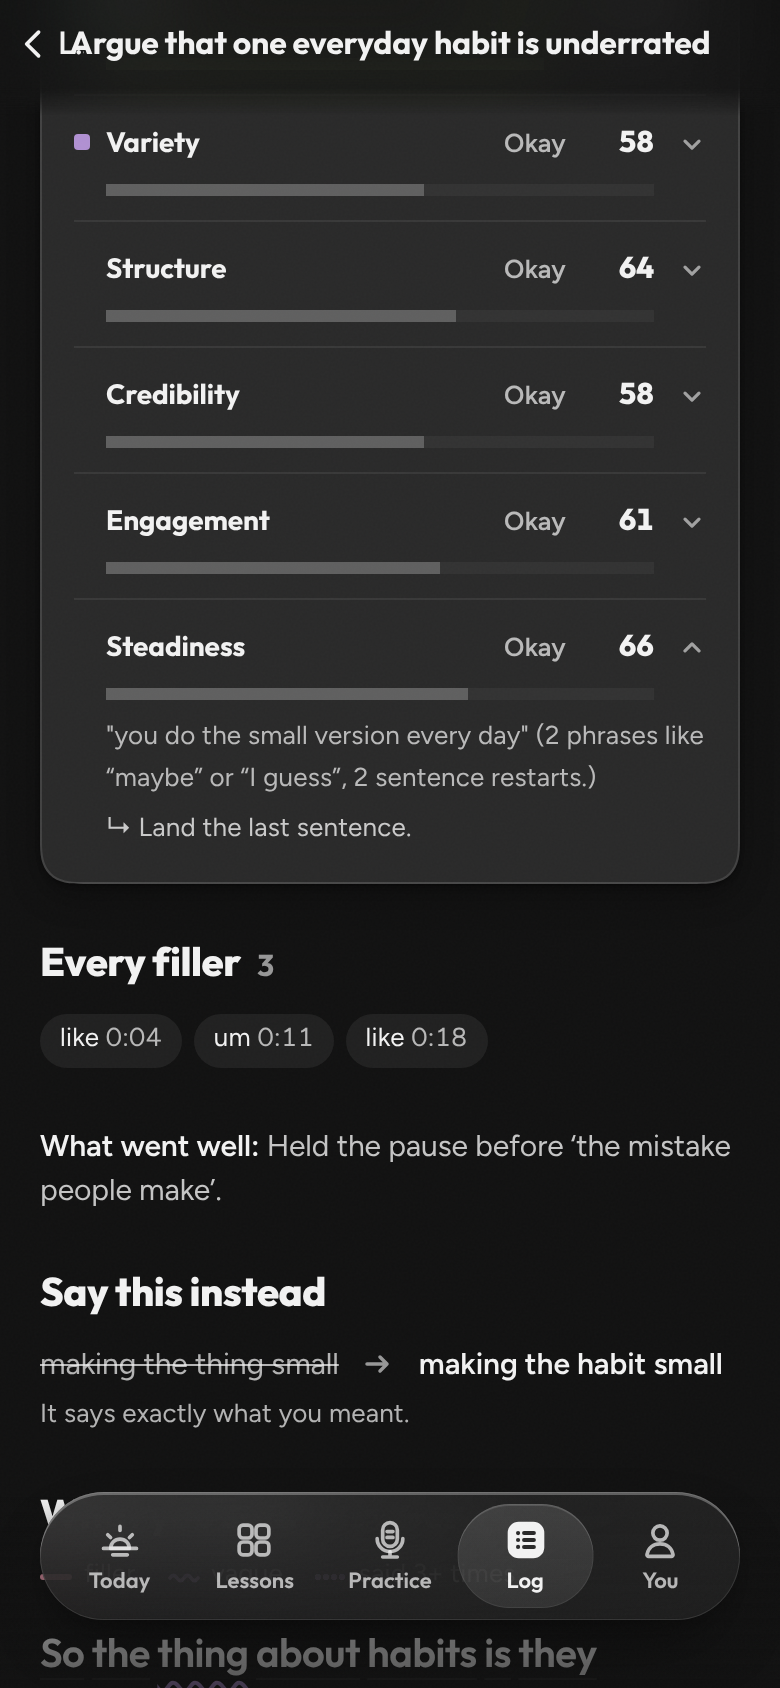 Argue that one everyday habit is underrated
Variety Okay 58
Structure Okay 64
Credibility Okay 58
Engagement Okay 61
Steadiness Okay 66
"you do the small version every day" (2 phrases like
“maybe” or “I guess”, 2 sentence restarts.)
↳ Land the last sentence.
Every filler 3
like 0:04 um 0:11 like 0:18
What went well: Held the pause before ‘the mistake
people make’.
Say this instead
making the thing small → making the habit small
It says exactly what you meant.
Today Lessons Practice Log You
So the thing about habits is they